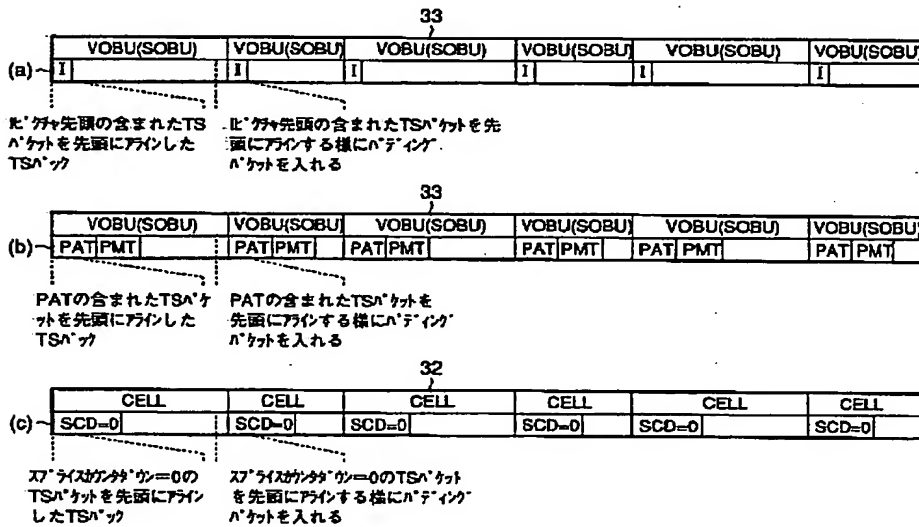 33
VOBU(SOBU) VOBU(SOBU) VOBU(SOBU) VOBU(SOBU) VOBU(SOBU) VOBU(SOBU)
(a) I I I I I I
Iピクチャ先頭の含まれたTS
パケットを先頭にアラインした
TSパック
Iピクチャ先頭の含まれたTSパケットを先
頭にアラインする様にパディング
パケットを入れる
33
VOBU(SOBU) VOBU(SOBU) VOBU(SOBU) VOBU(SOBU) VOBU(SOBU) VOBU(SOBU)
(b) PAT PMT PAT PMT PAT PMT PAT PMT PAT PMT PAT PMT
PATの含まれたTSパケ
ットを先頭にアラインした
TSパック
PATの含まれたTSパケットを
先頭にアラインする様にパディング
パケットを入れる
32
CELL CELL CELL CELL CELL CELL
(c) SCD=0 SCD=0 SCD=0 SCD=0 SCD=0 SCD=0
スプライスカウンタダウン=0の
TSパケットを先頭にアライン
したTSパック
スプライスカウンタダウン=0のTSパケット
を先頭にアラインする様にパディング
パケットを入れる